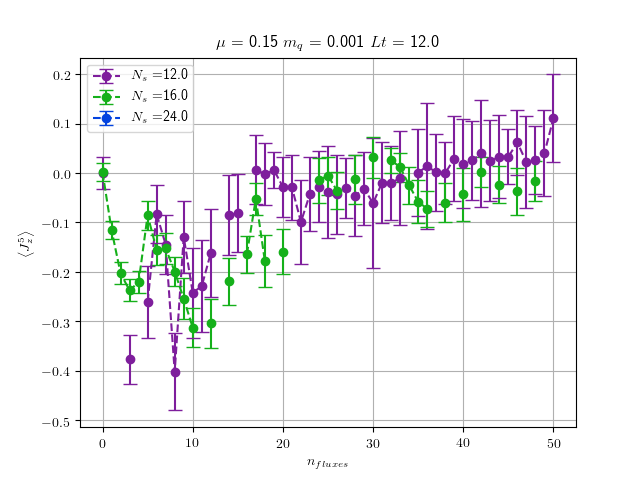 μ = 0.15 m_q = 0.001 Lt = 12.0
N_s =12.0
N_s =16.0
N_s =24.0
0.2
0.1
0.0
−0.1
−0.2
−0.3
−0.4
−0.5
⟨J_z^5⟩
0 10 20 30 40 50
n_fluxes